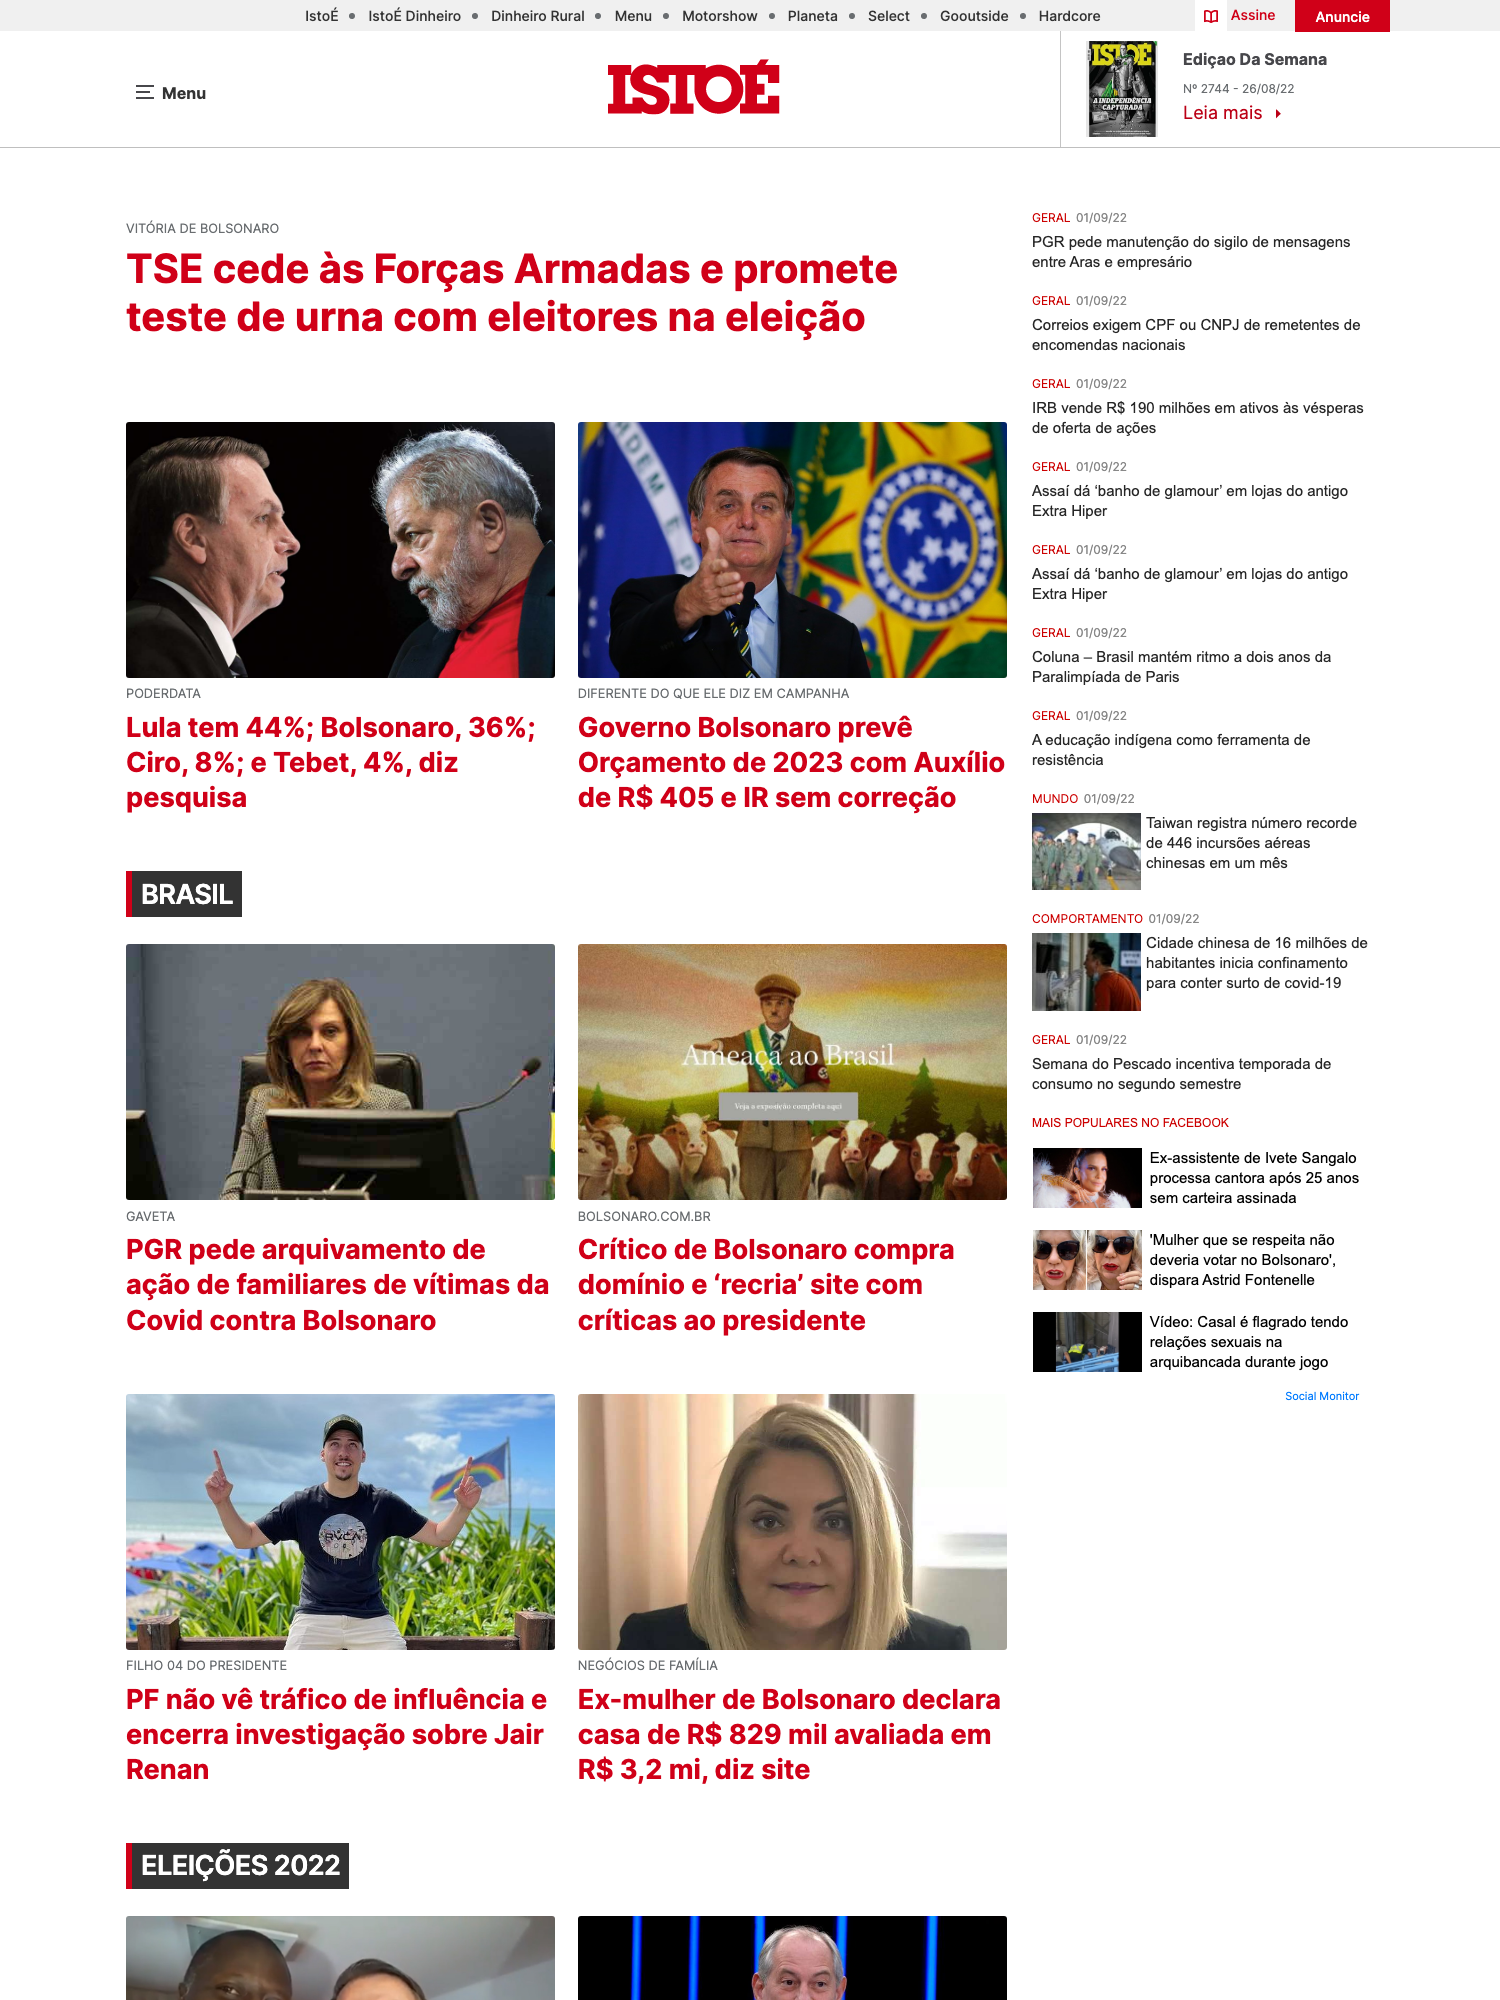 IstoÉ • IstoÉ Dinheiro • Dinheiro Rural • Menu • Motorshow • Planeta • Select • Gooutside • Hardcore
Assine
Anuncie
Menu
ISTOÉ
ISTOÉ
A INDEPENDÊNCIA
CAPTURADA
Ediçao Da Semana
Nº 2744 - 26/08/22
Leia mais
VITÓRIA DE BOLSONARO
TSE cede às Forças Armadas e promete
teste de urna com eleitores na eleição
PODERDATA
Lula tem 44%; Bolsonaro, 36%;
Ciro, 8%; e Tebet, 4%, diz
pesquisa
DIFERENTE DO QUE ELE DIZ EM CAMPANHA
Governo Bolsonaro prevê
Orçamento de 2023 com Auxílio
de R$ 405 e IR sem correção
BRASIL
GAVETA
PGR pede arquivamento de
ação de familiares de vítimas da
Covid contra Bolsonaro
Ameaça ao Brasil
Veja a exposição completa aqui
BOLSONARO.COM.BR
Crítico de Bolsonaro compra
domínio e ‘recria’ site com
críticas ao presidente
RVCA
FILHO 04 DO PRESIDENTE
PF não vê tráfico de influência e
encerra investigação sobre Jair
Renan
NEGÓCIOS DE FAMÍLIA
Ex-mulher de Bolsonaro declara
casa de R$ 829 mil avaliada em
R$ 3,2 mi, diz site
ELEIÇÕES 2022
GERAL 01/09/22
PGR pede manutenção do sigilo de mensagens
entre Aras e empresário
GERAL 01/09/22
Correios exigem CPF ou CNPJ de remetentes de
encomendas nacionais
GERAL 01/09/22
IRB vende R$ 190 milhões em ativos às vésperas
de oferta de ações
GERAL 01/09/22
Assaí dá ‘banho de glamour’ em lojas do antigo
Extra Hiper
GERAL 01/09/22
Assaí dá ‘banho de glamour’ em lojas do antigo
Extra Hiper
GERAL 01/09/22
Coluna – Brasil mantém ritmo a dois anos da
Paralimpíada de Paris
GERAL 01/09/22
A educação indígena como ferramenta de
resistência
MUNDO 01/09/22
Taiwan registra número recorde
de 446 incursões aéreas
chinesas em um mês
COMPORTAMENTO 01/09/22
Cidade chinesa de 16 milhões de
habitantes inicia confinamento
para conter surto de covid-19
GERAL 01/09/22
Semana do Pescado incentiva temporada de
consumo no segundo semestre
MAIS POPULARES NO FACEBOOK
Ex-assistente de Ivete Sangalo
processa cantora após 25 anos
sem carteira assinada
'Mulher que se respeita não
deveria votar no Bolsonaro',
dispara Astrid Fontenelle
Vídeo: Casal é flagrado tendo
relações sexuais na
arquibancada durante jogo
Social Monitor